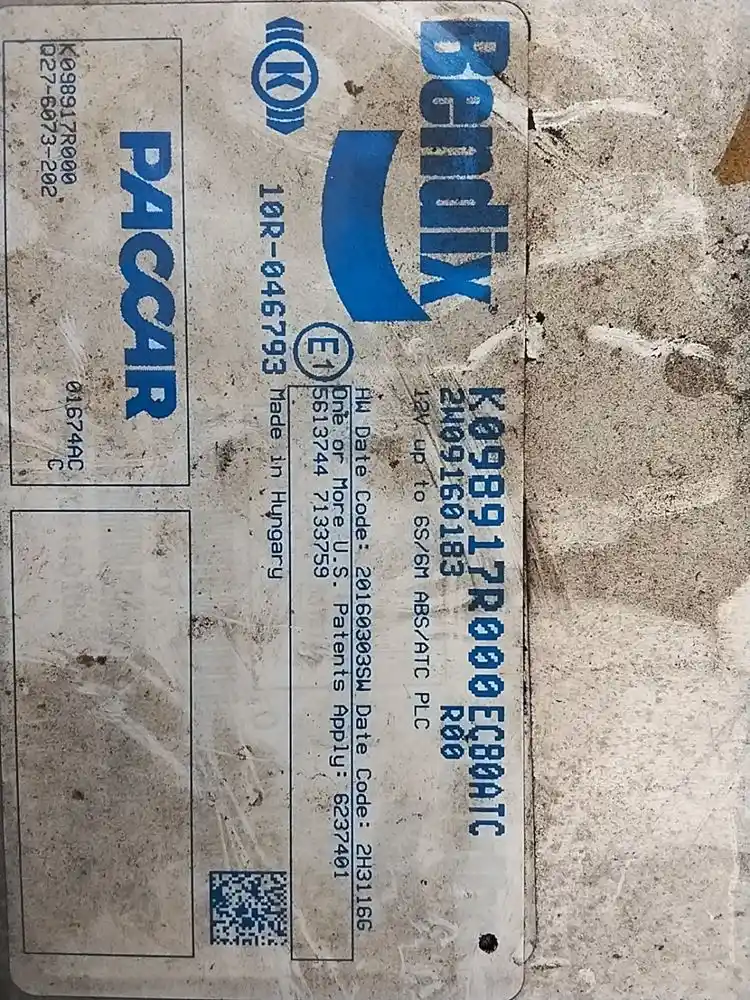 Bendix
K098917R000 EC80ATC
2W09160183 R00
12V up to 6S/6M ABS/ATC PLC
K
10R-046793
E1
HW Date Code: 20160303SW Date Code: 2H3116G
One or More U.S. Patents Apply: 6237401
5613744 7133759
Made in Hungary
PACCAR
K098917R000
Q27-6073-202
01674AC
C